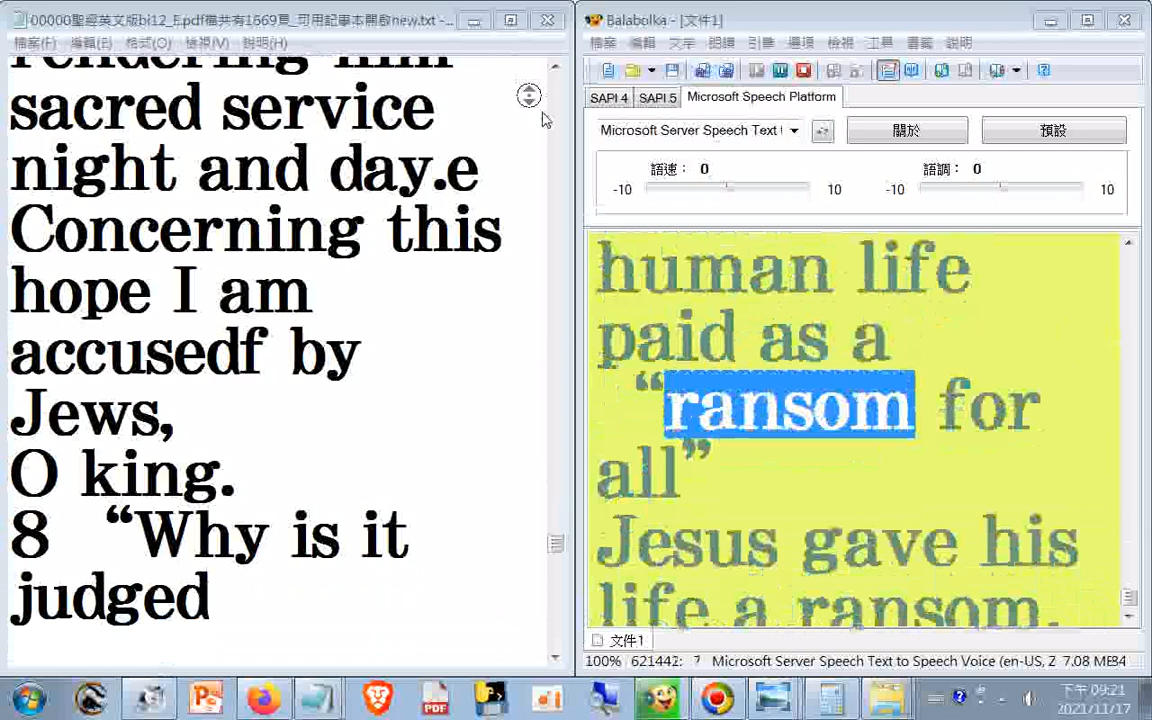 00000聖經英文版bi12_E.pdf檔共有1669頁_可用記事本開啟new.txt -...
檔案(F) 編輯(E) 格式(O) 檢視(V) 說明(H)
rendering him
sacred service
night and day.e
Concerning this
hope I am
accusedf by
Jews,
O king.
8 “Why is it
judged
Balabolka - [文件1]
檔案 編輯 文字 朗讀 引擎 選項 檢視 工具 書籤 說明
SAPI 4 SAPI 5 Microsoft Speech Platform
Microsoft Server Speech Text 關於 預設
語速： 0 語調： 0
-10 10 -10 10
human life
paid as a
“ransom for
all”
Jesus gave his
life a ransom.
文件1
100% 621442: 7 Microsoft Server Speech Text to Speech Voice (en-US, Z 7.08 MB
PDF
下午 09:21
2021/11/17